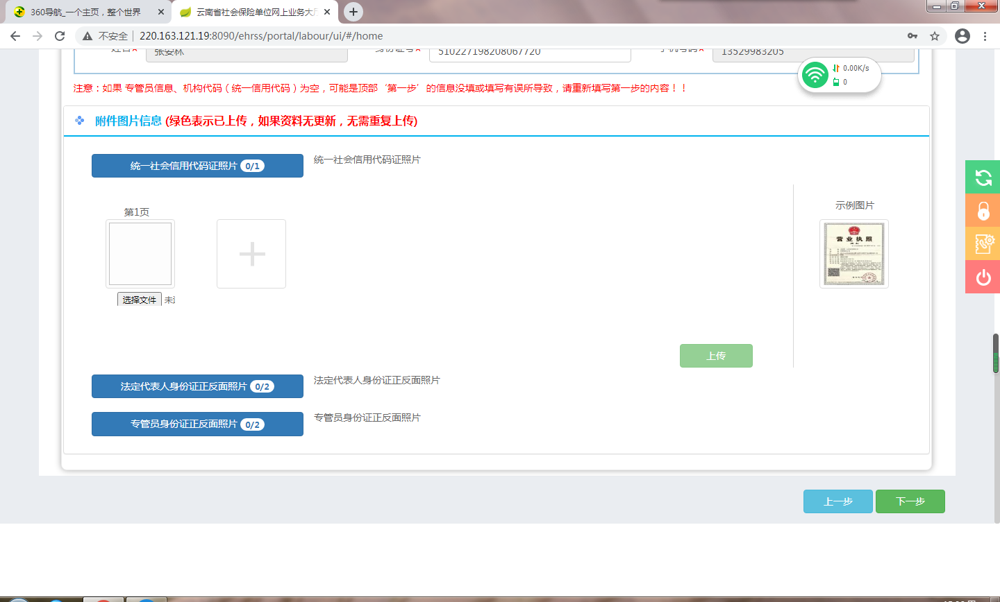 360导航_一个主页，整个世界
云南省社会保险单位网上业务大厅
不安全 220.163.121.19:8090/ehrss/portal/labour/ui/#/home
姓名* 张安林 身份证号* 510227198208067720 手机号码* 13529983205
0.00K/s
0
注意：如果 专管员信息、机构代码（统一信用代码）为空，可能是顶部‘第一步’的信息没填或填写有误所导致，请重新填写第一步的内容！！
附件图片信息 (绿色表示已上传，如果资料无更新，无需重复上传)
统一社会信用代码证照片 0/1 统一社会信用代码证照片
第1页
示例图片
营业执照
选择文件 未
上传
法定代表人身份证正反面照片 0/2 法定代表人身份证正反面照片
专管员身份证正反面照片 0/2 专管员身份证正反面照片
上一步 下一步